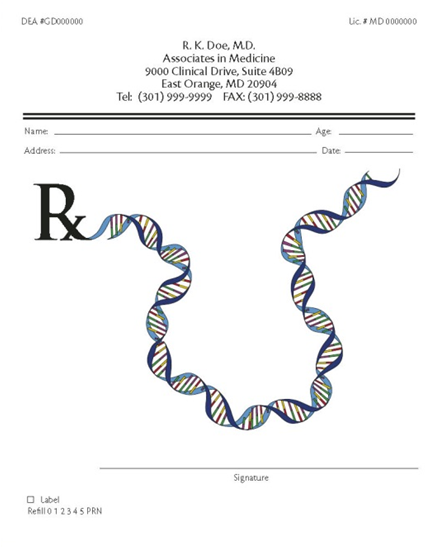 DEA #GD000000 Lic. # MD 0000000
R. K. Doe, M.D.
Associates in Medicine
9000 Clinical Drive, Suite 4B09
East Orange, MD 20904
Tel: (301) 999-9999 FAX: (301) 999-8888
Name: Age:
Address: Date:
Rx
Signature
Label
Refill 0 1 2 3 4 5 PRN